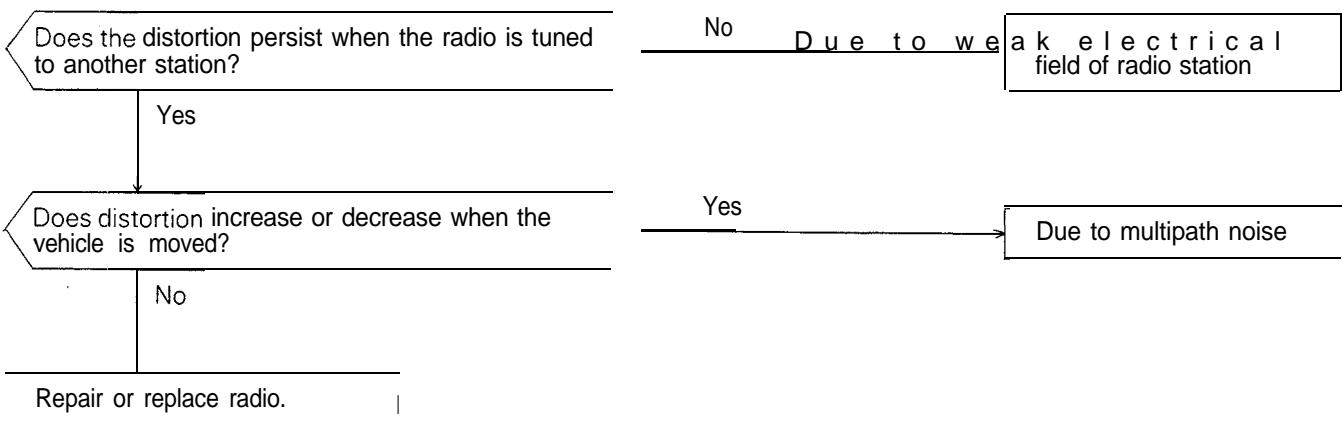 Does the distortion persist when the radio is tuned
to another station?
No
Due to weak electrical
field of radio station
Yes
Does distortion increase or decrease when the
vehicle is moved?
Yes
Due to multipath noise
No
Repair or replace radio.